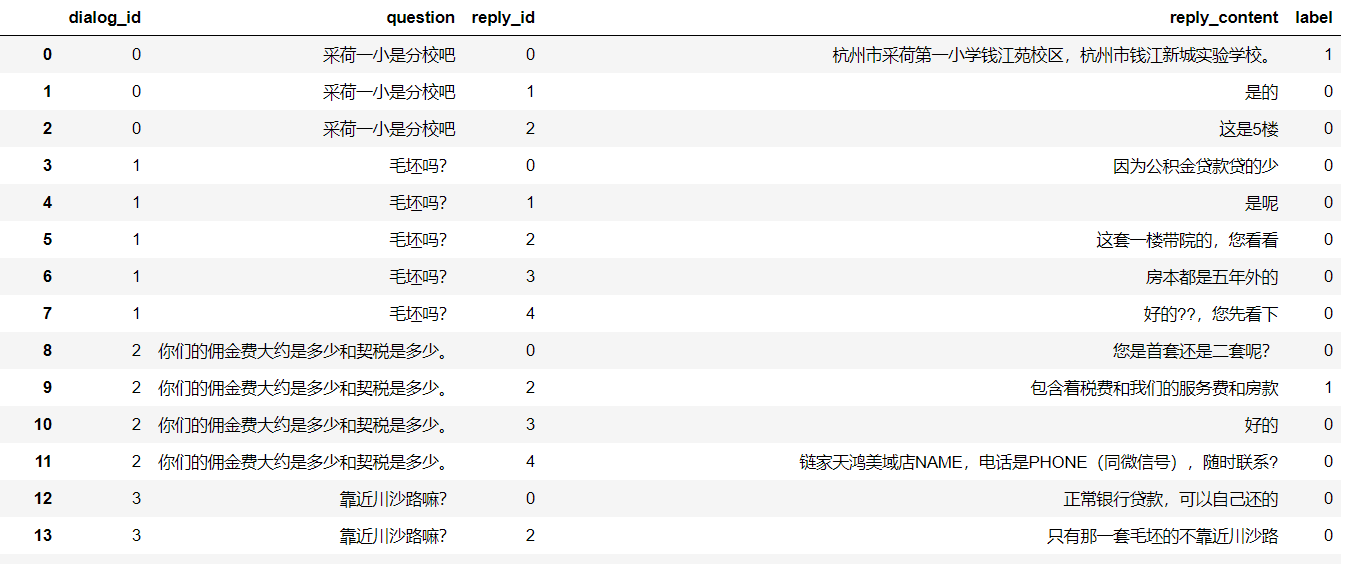 dialog_id question reply_id reply_content label
0 0 采荷一小是分校吧 0 杭州市采荷第一小学钱江苑校区，杭州市钱江新城实验学校。 1
1 0 采荷一小是分校吧 1 是的 0
2 0 采荷一小是分校吧 2 这是5楼 0
3 1 毛坯吗？ 0 因为公积金贷款贷的少 0
4 1 毛坯吗？ 1 是呢 0
5 1 毛坯吗？ 2 这套一楼带院的，您看看 0
6 1 毛坯吗？ 3 房本都是五年外的 0
7 1 毛坯吗？ 4 好的??，您先看下 0
8 2 你们的佣金费大约是多少和契税是多少。 0 您是首套还是二套呢？ 0
9 2 你们的佣金费大约是多少和契税是多少。 2 包含着税费和我们的服务费和房款 1
10 2 你们的佣金费大约是多少和契税是多少。 3 好的 0
11 2 你们的佣金费大约是多少和契税是多少。 4 链家天鸿美域店NAME，电话是PHONE（同微信号），随时联系? 0
12 3 靠近川沙路嘛？ 0 正常银行贷款，可以自己还的 0
13 3 靠近川沙路嘛？ 2 只有那一套毛坯的不靠近川沙路 0